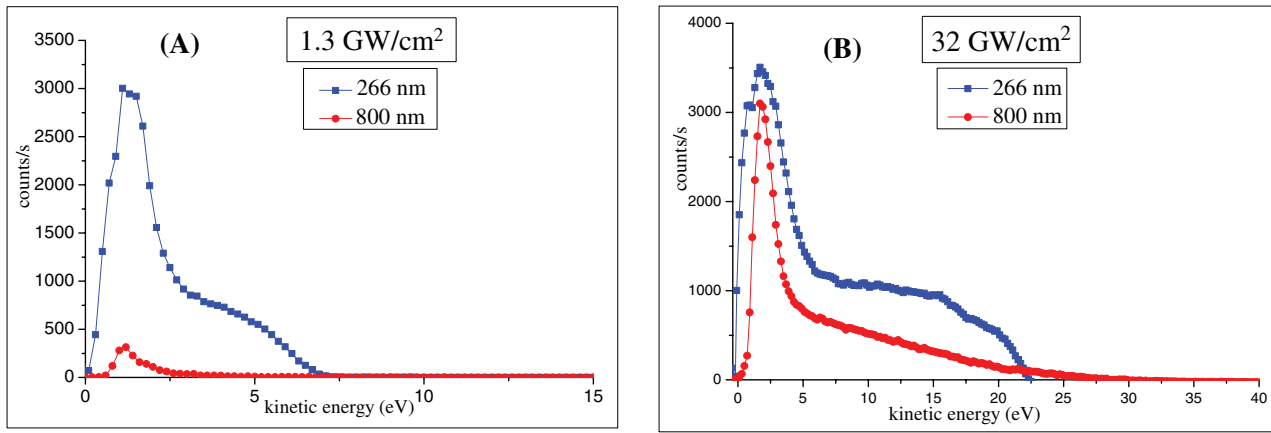 (A)
1.3 GW/cm²
266 nm
800 nm
3500
3000
2500
2000
1500
1000
500
0
counts/s
0
5
10
15
kinetic energy (eV)
(B)
32 GW/cm²
266 nm
800 nm
4000
3000
2000
1000
0
counts/s
0
5
10
15
20
25
30
35
40
kinetic energy (eV)